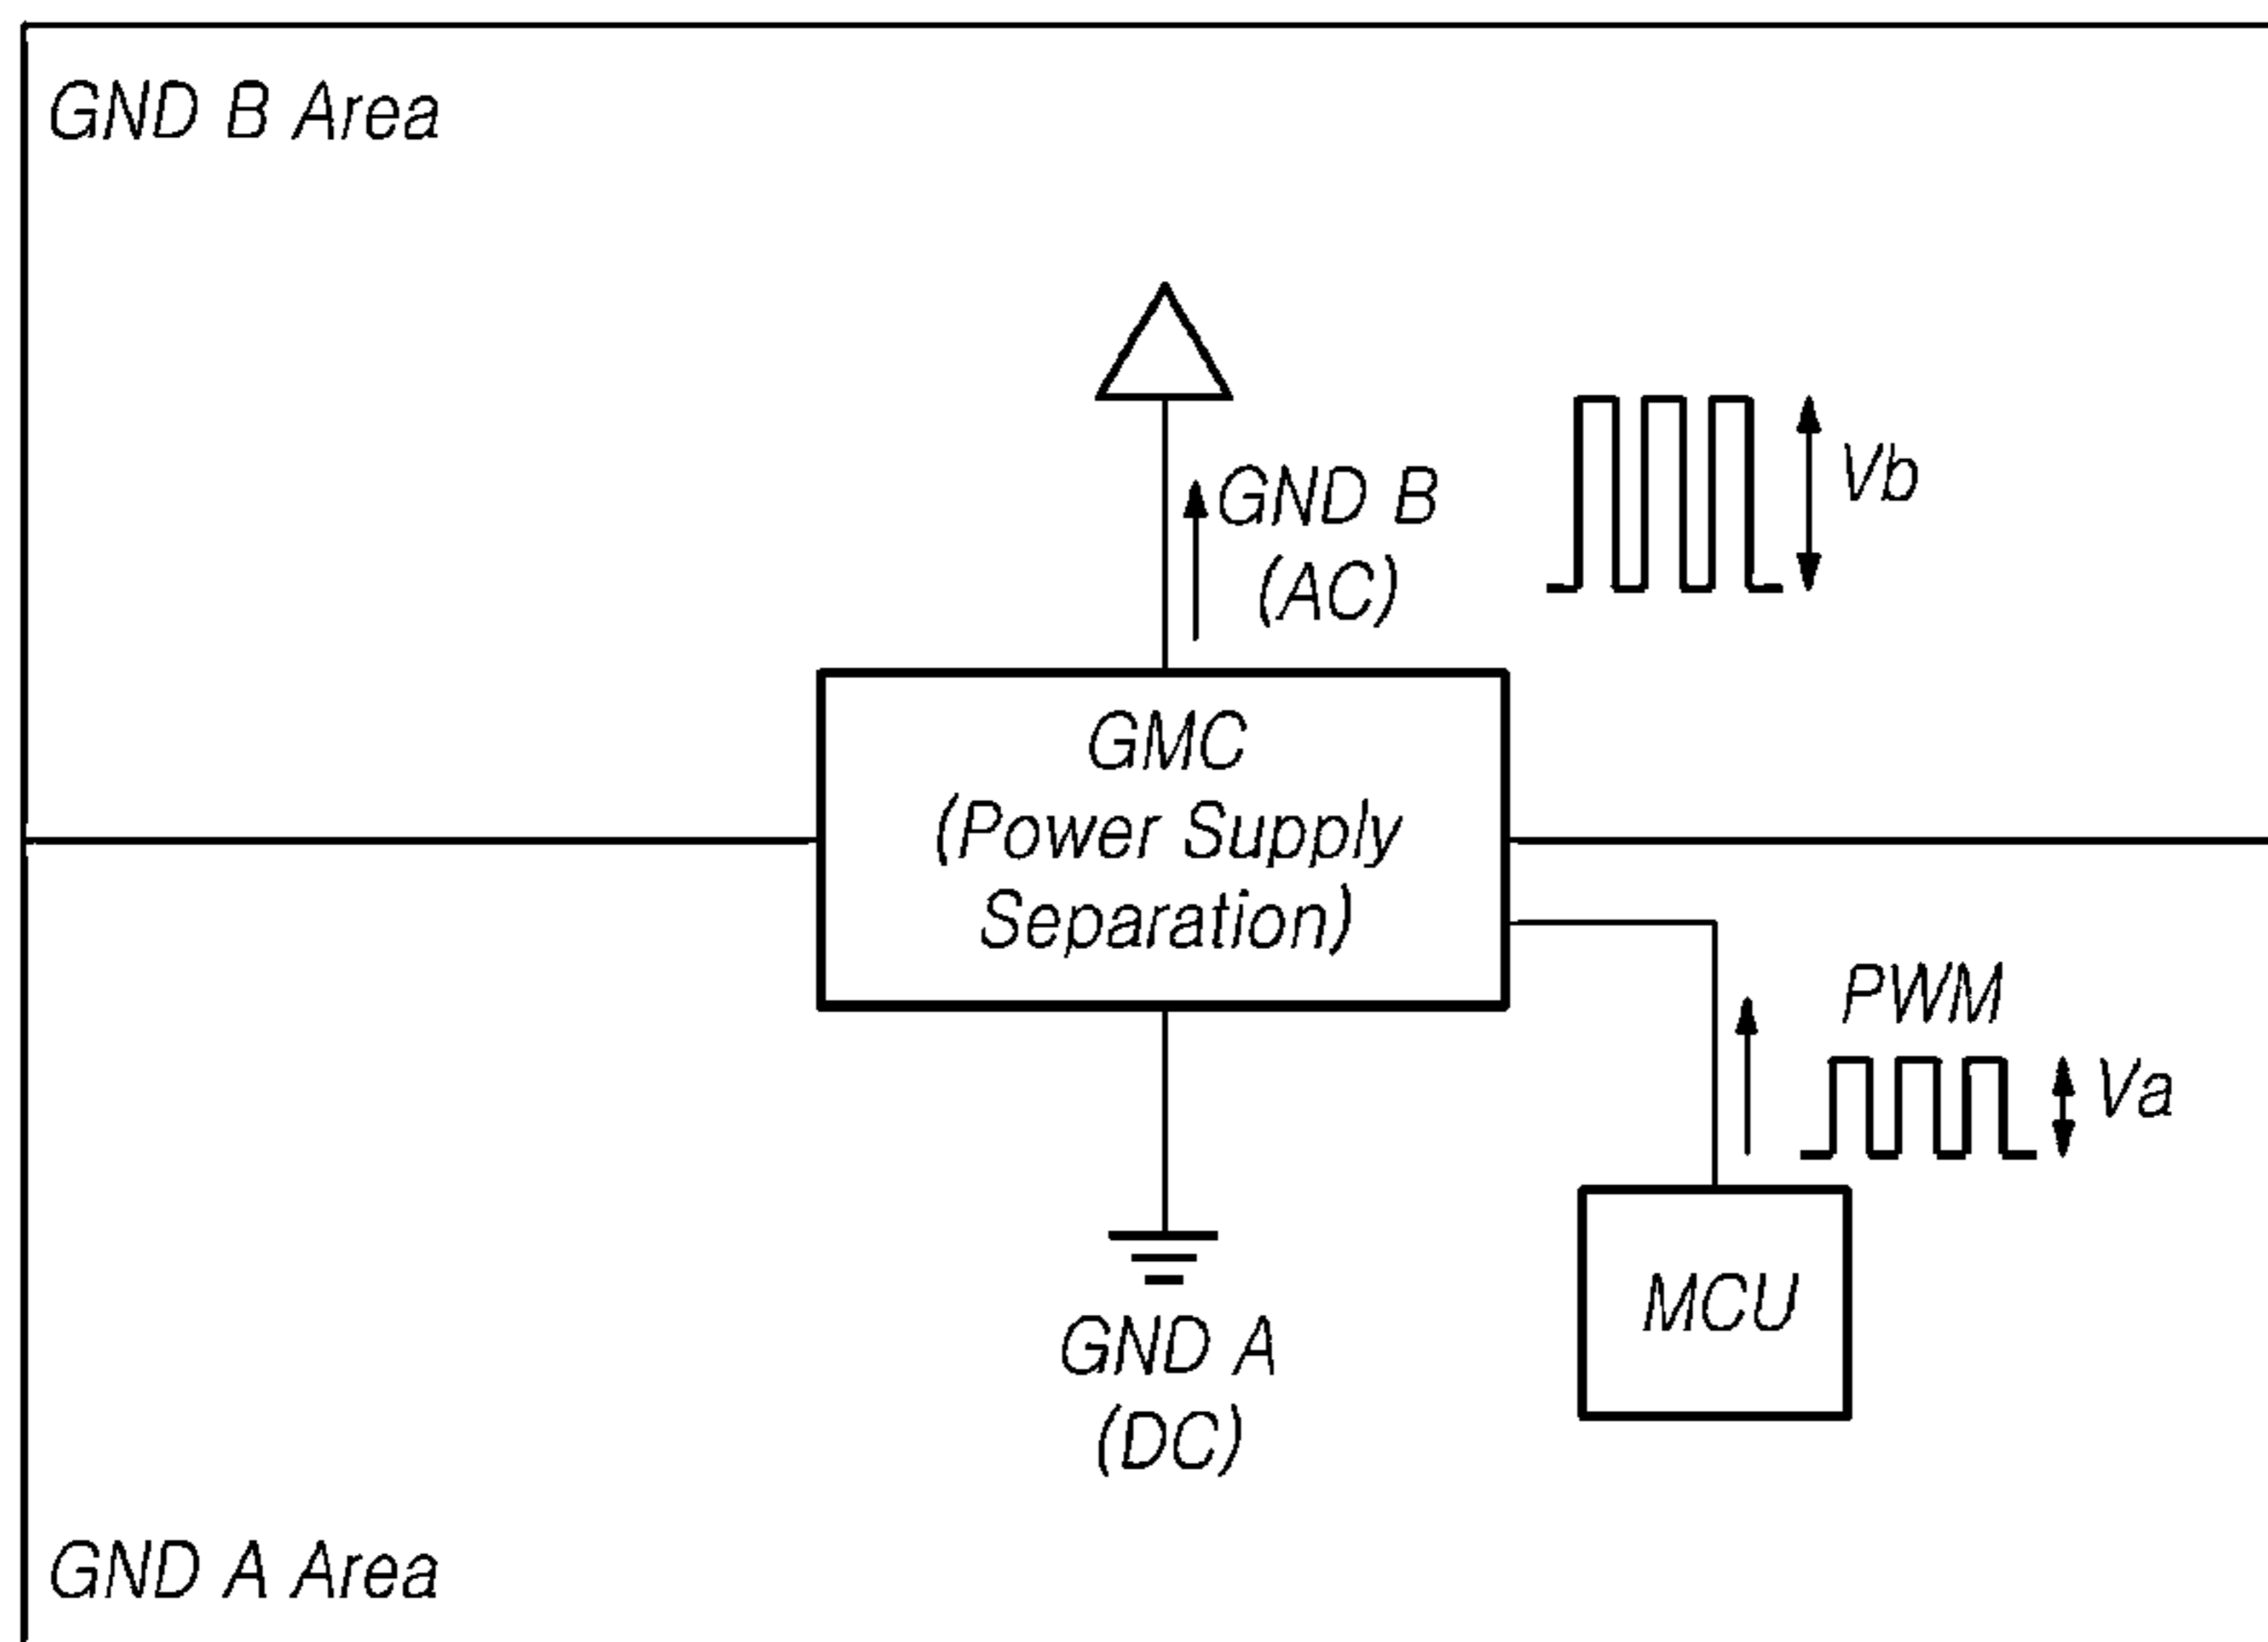 GND B Area
GND B
(AC)
Vb
GMC
(Power Supply
Separation)
PWM
Va
MCU
GND A
(DC)
GND A Area